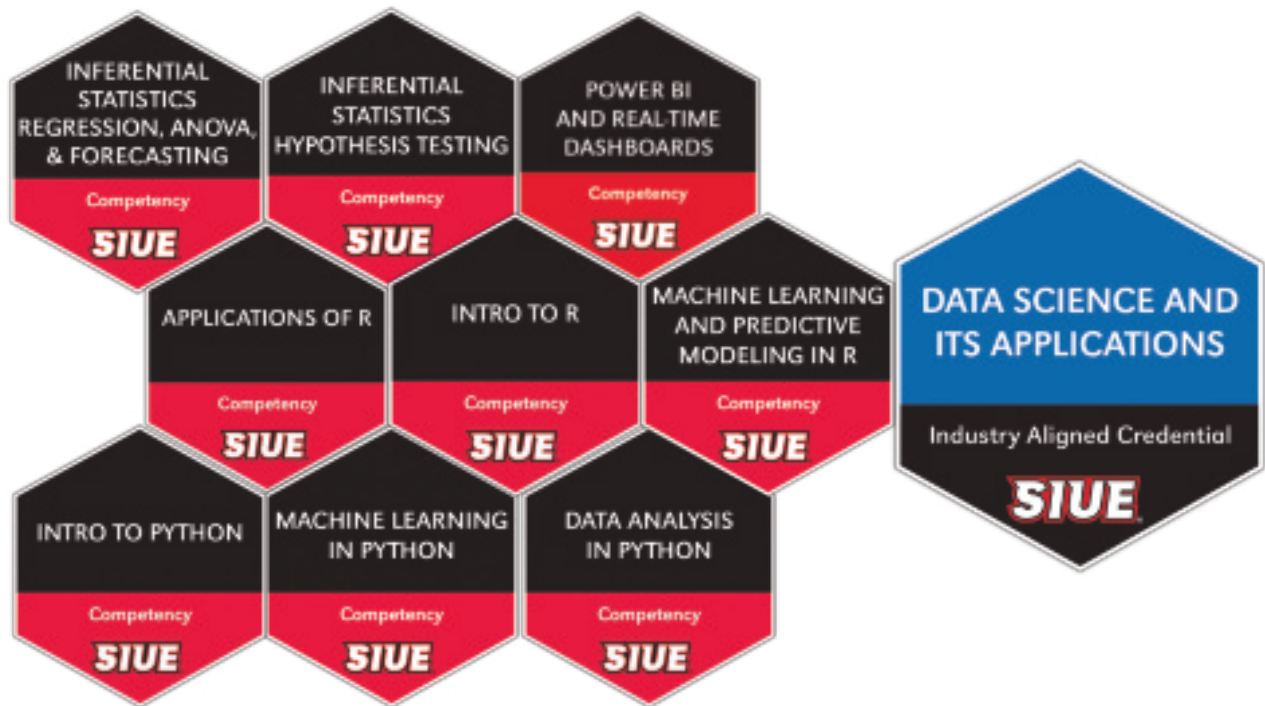 INFERENTIAL
STATISTICS
REGRESSION, ANOVA,
& FORECASTING
Competency
SIUE
INFERENTIAL
STATISTICS
HYPOTHESIS TESTING
Competency
SIUE
POWER BI
AND REAL-TIME
DASHBOARDS
Competency
SIUE
APPLICATIONS OF R
Competency
SIUE
INTRO TO R
Competency
SIUE
MACHINE LEARNING
AND PREDICTIVE
MODELING IN R
Competency
SIUE
DATA SCIENCE AND
ITS APPLICATIONS
Industry Aligned Credential
SIUE
INTRO TO PYTHON
Competency
SIUE
MACHINE LEARNING
IN PYTHON
Competency
SIUE
DATA ANALYSIS
IN PYTHON
Competency
SIUE